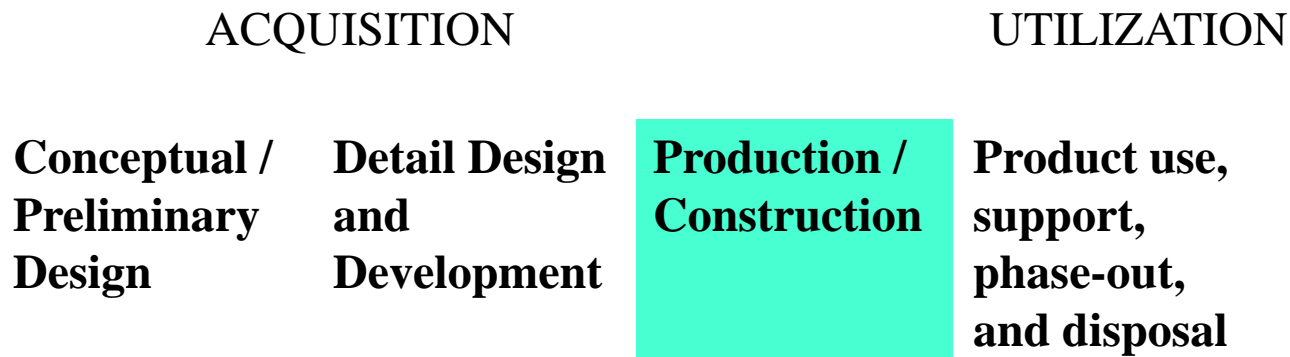 ACQUISITION UTILIZATION
Conceptual /
Preliminary
Design
Detail Design
and
Development
Production /
Construction
Product use,
support,
phase-out,
and disposal